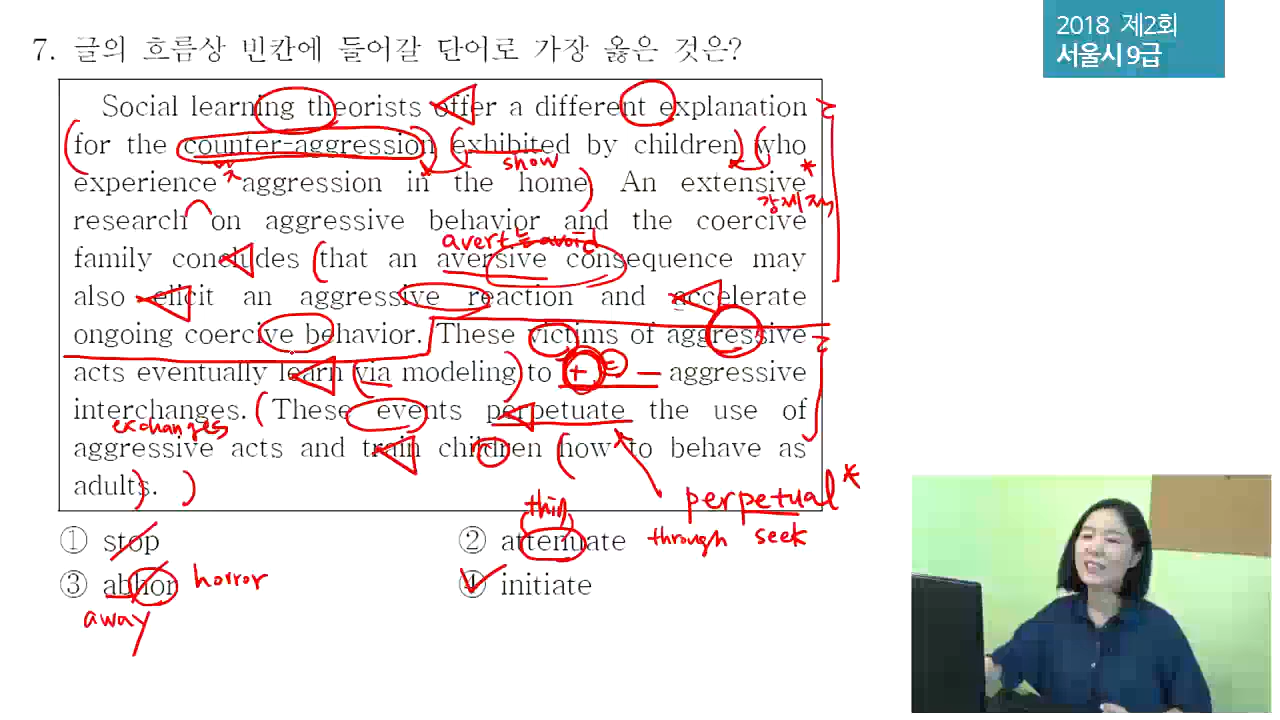 2018 제2회
서울시 9급
7. 글의 흐름상 빈칸에 들어갈 단어로 가장 옳은 것은?
Social learning theorists offer a different explanation
for the counter-aggression exhibited by children who
show
experience aggression in the home. An extensive
강제적
research on aggressive behavior and the coercive
avert avoid
family concludes that an aversive consequence may
also elicit an aggressive reaction and accelerate
ongoing coercive behavior. These victims of aggressive
acts eventually learn via modeling to + aggressive
interchanges. These events perpetuate the use of
exchanges
aggressive acts and train children how to behave as
adults.
perpetual*
through seek
thin
① stop ② attenuate
③ abhor horror ④ initiate
away